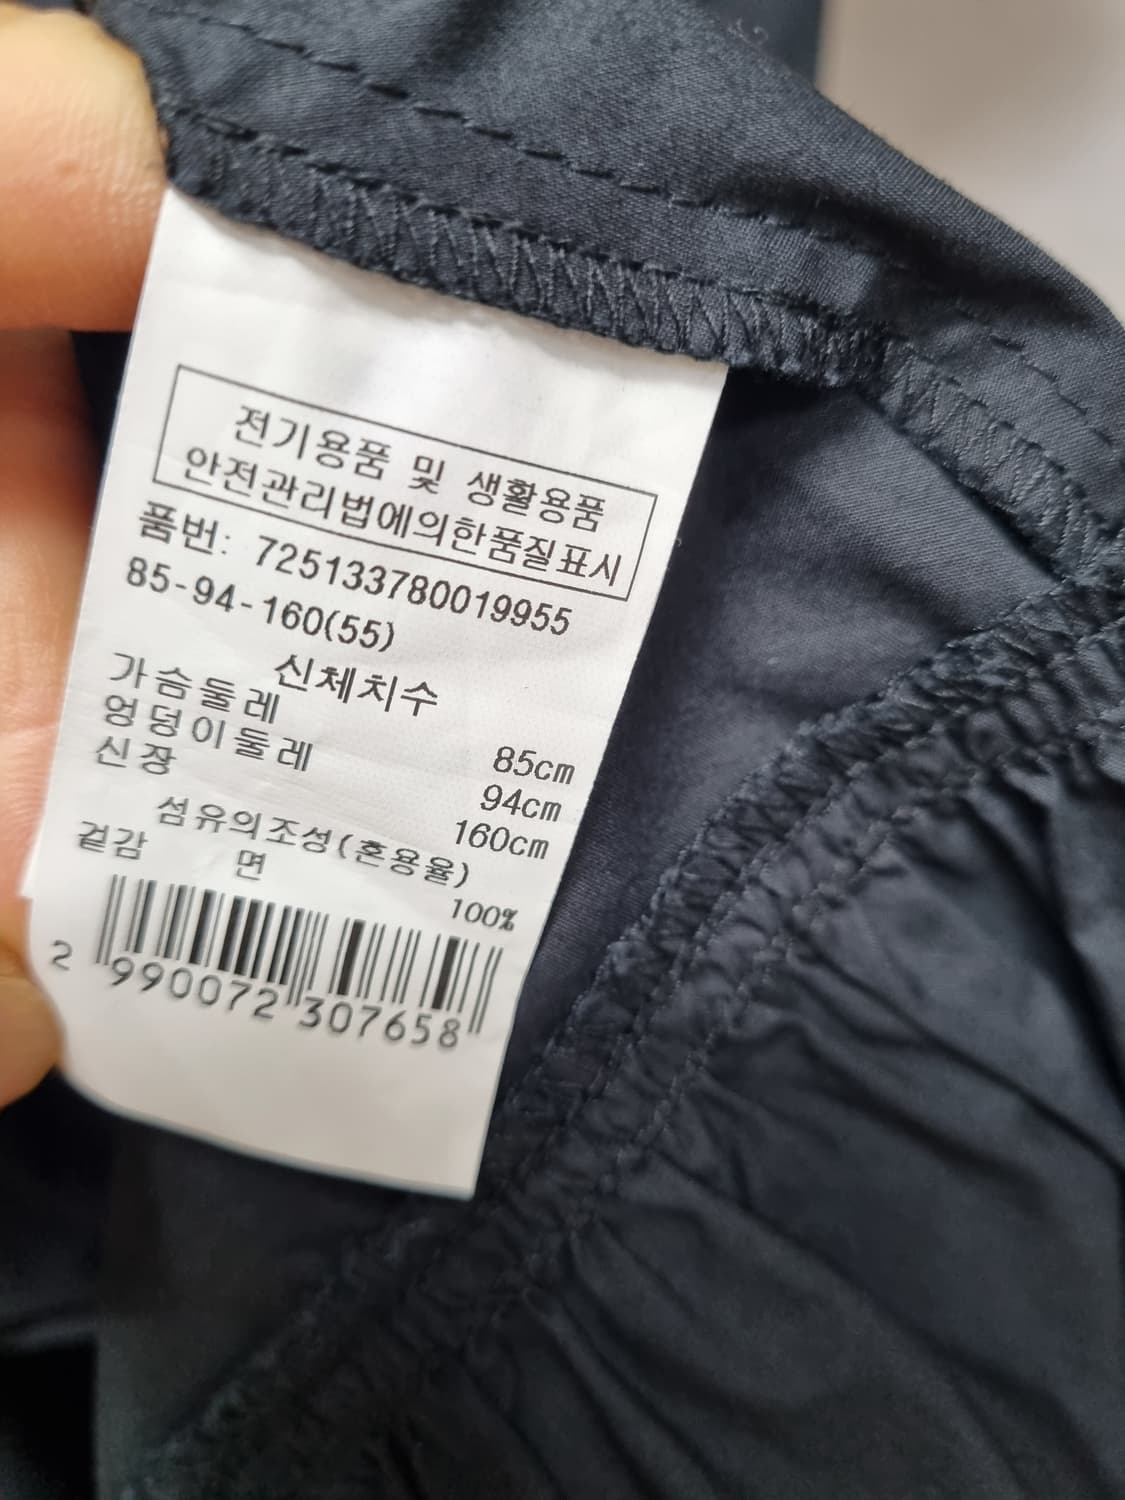 전기용품 및 생활용품
안전관리법에의한품질표시
품번: 725133780019955
85-94-160(55)
신체치수
가슴둘레 85cm
엉덩이둘레 94cm
신장 160cm
섬유의조성(혼용율)
겉감 면 100%
2 990072 307658